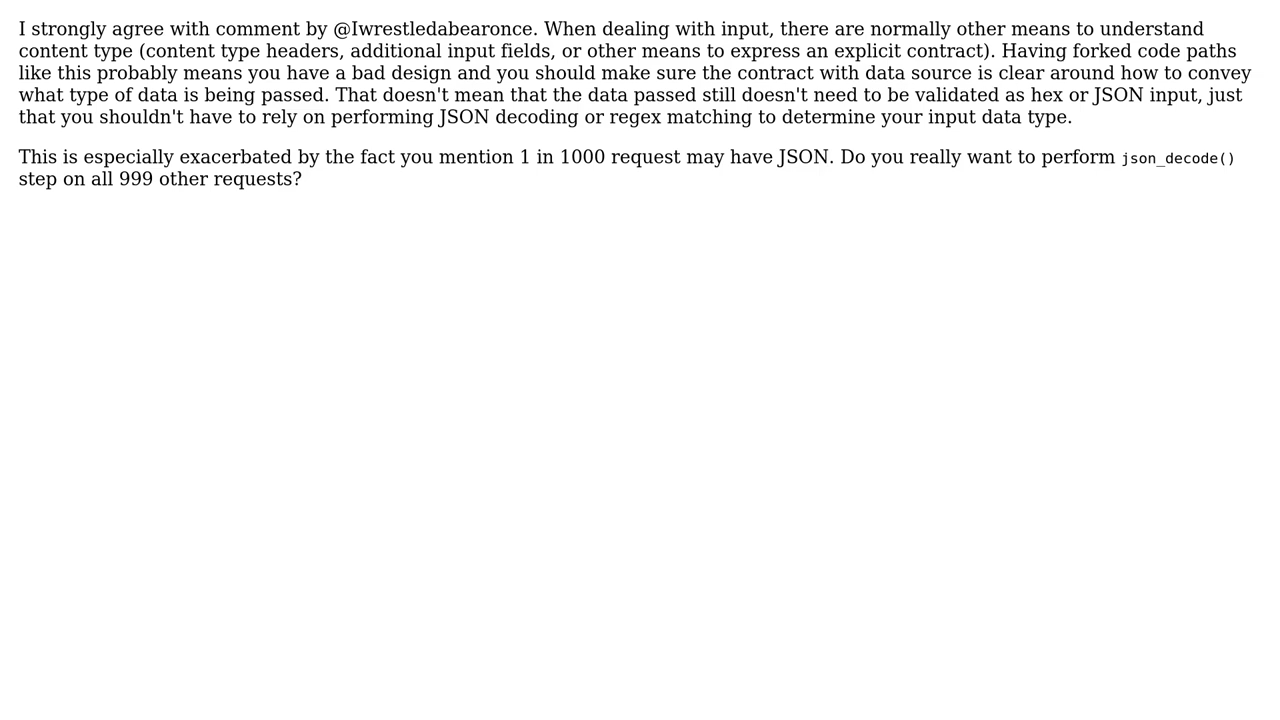 I strongly agree with comment by @Iwrestledabearonce. When dealing with input, there are normally other means to understand
content type (content type headers, additional input fields, or other means to express an explicit contract). Having forked code paths
like this probably means you have a bad design and you should make sure the contract with data source is clear around how to convey
what type of data is being passed. That doesn't mean that the data passed still doesn't need to be validated as hex or JSON input, just
that you shouldn't have to rely on performing JSON decoding or regex matching to determine your input data type.
This is especially exacerbated by the fact you mention 1 in 1000 request may have JSON. Do you really want to perform json_decode()
step on all 999 other requests?